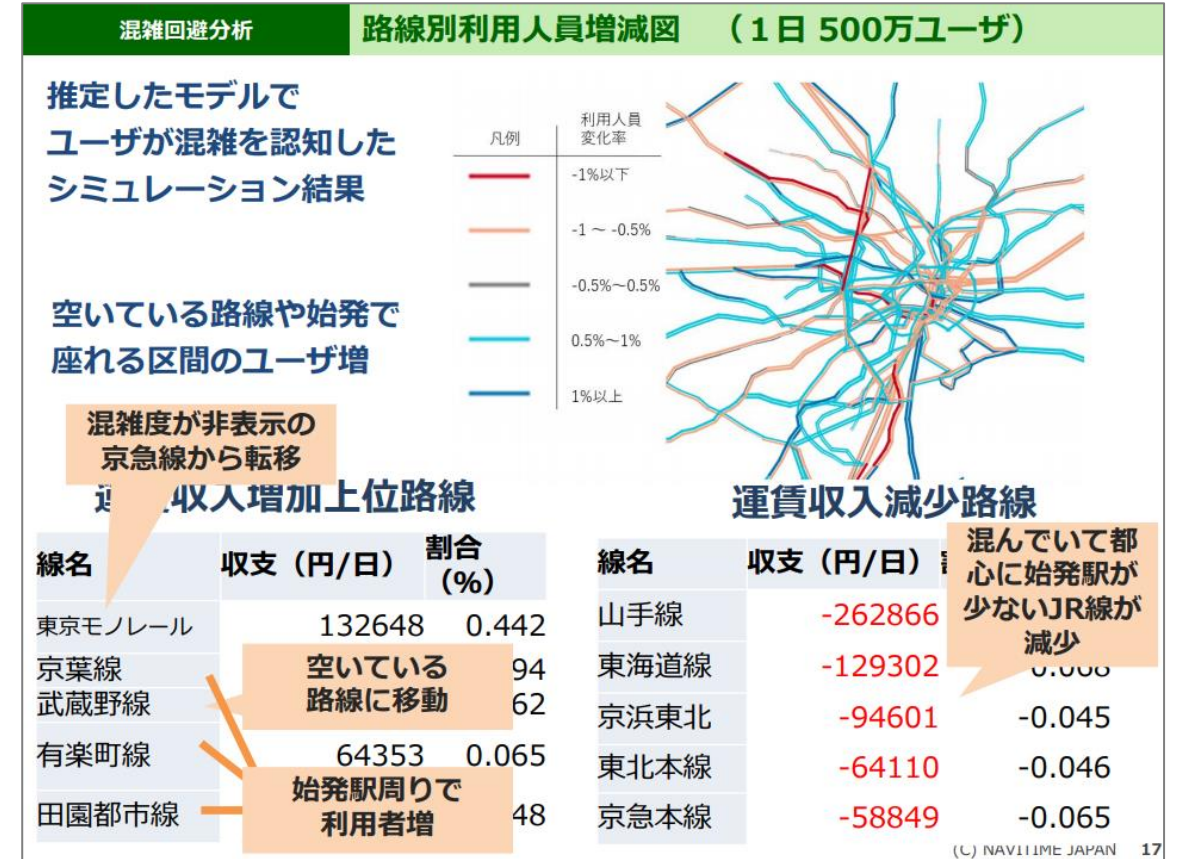 混雑回避分析
路線別利用人員増減図 （１日 500万ユーザ）
推定したモデルで
ユーザが混雑を認知した
シミュレーション結果
空いている路線や始発で
座れる区間のユーザ増
凡例
利用人員
変化率
-1%以下
-1 ～ -0.5%
-0.5%～0.5%
0.5%～1%
1%以上
混雑度が非表示の
京急線から転移
収入増加上位路線
線名 収支（円/日） 割合
（%）
東京モノレール 132648 0.442
京葉線 94
武蔵野線 62
有楽町線 64353 0.065
田園都市線 48
空いている
路線に移動
始発駅周りで
利用者増
運賃収入減少路線
線名 収支（円/日）
山手線 -262866
東海道線 -129302
京浜東北 -94601 -0.045
東北本線 -64110 -0.046
京急本線 -58849 -0.065
混んでいて都
心に始発駅が
少ないJR線が
減少
(C) NAVITIME JAPAN 17